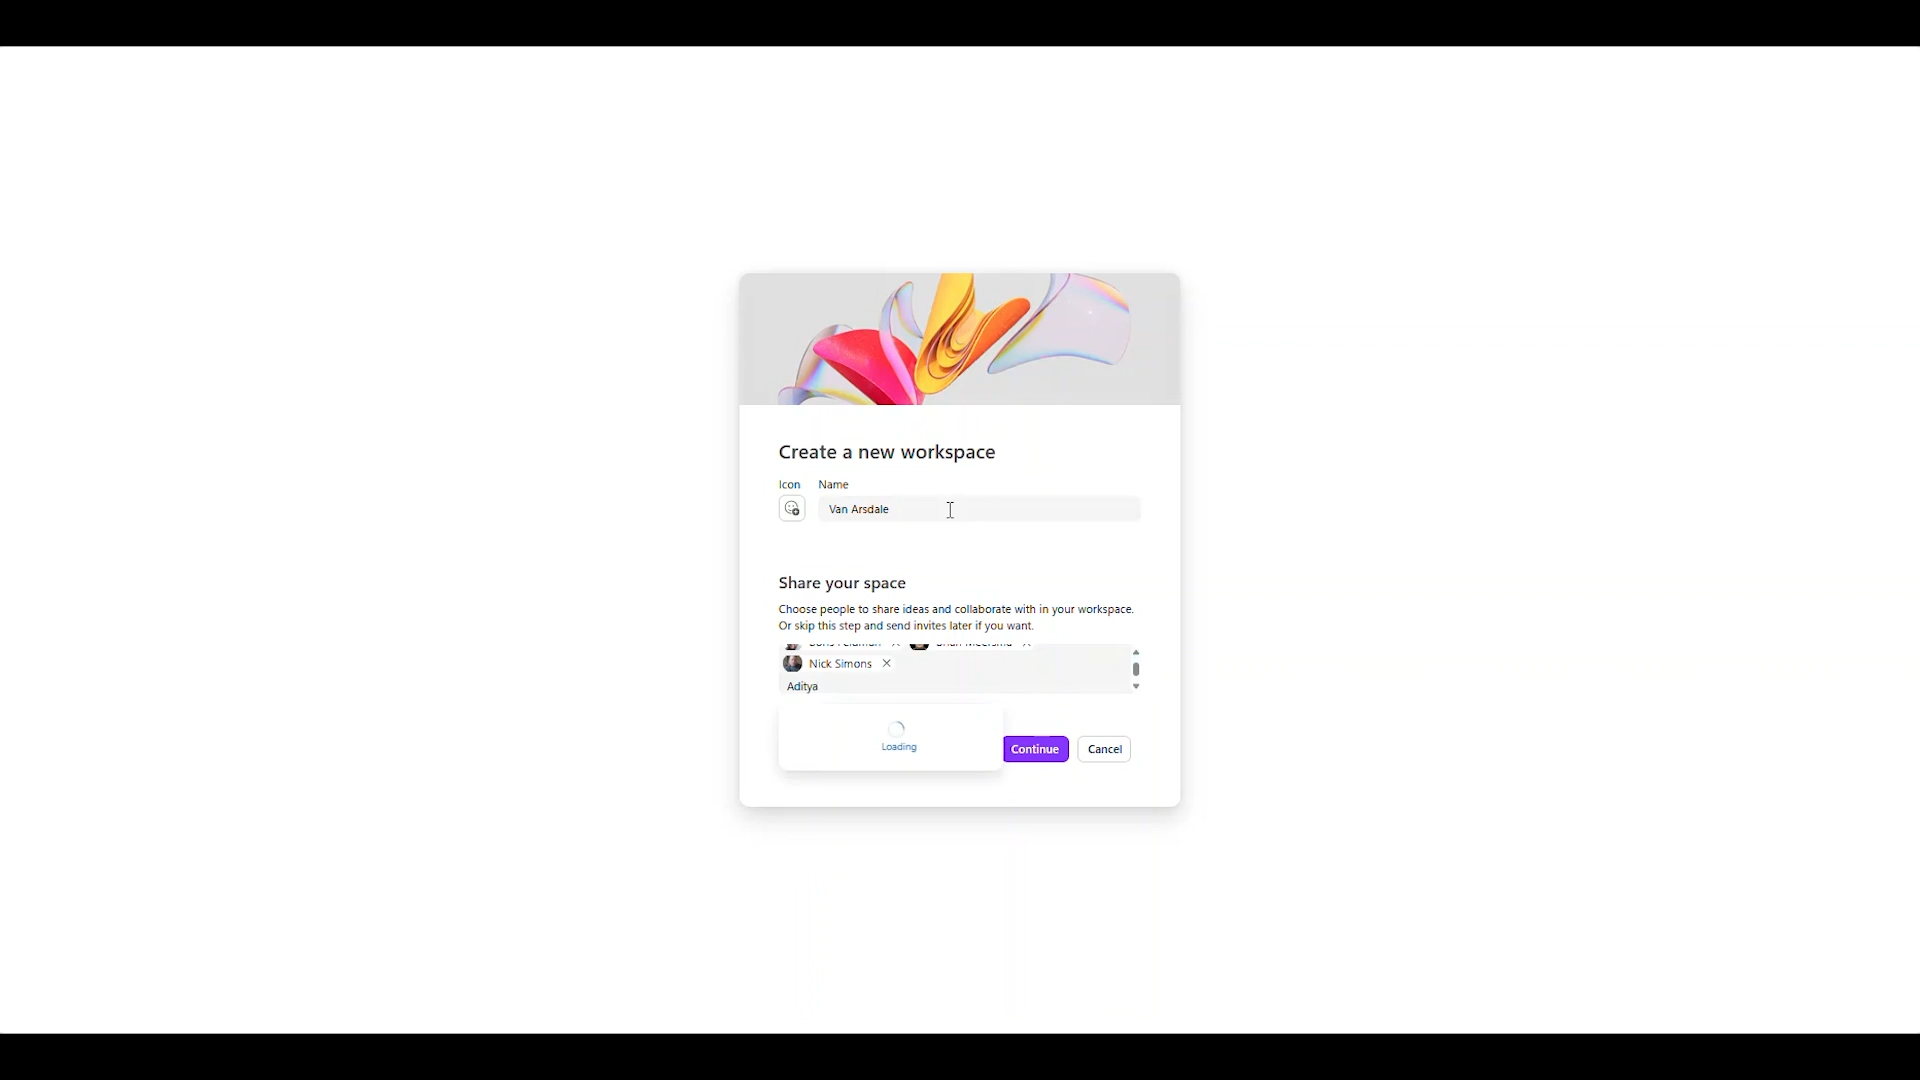 Create a new workspace
Icon Name
Van Arsdale
Share your space
Choose people to share ideas and collaborate with in your workspace.
Or skip this step and send invites later if you want.
Nick Simons
Aditya
Loading
Continue Cancel